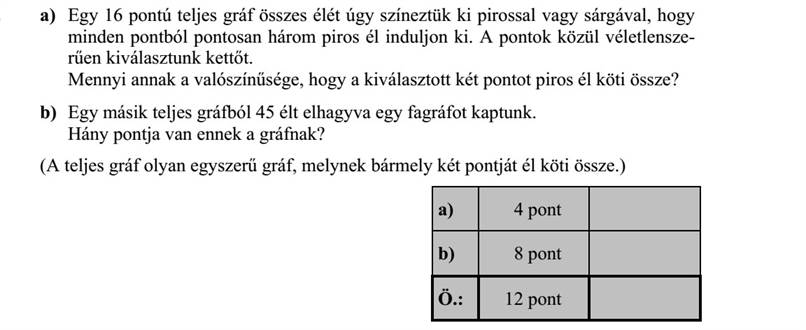 a) Egy 16 pontú teljes gráf összes élét úgy színeztük ki pirossal vagy sárgával, hogy
minden pontból pontosan három piros él induljon ki. A pontok közül véletlensze-
rűen kiválasztunk kettőt.
Mennyi annak a valószínűsége, hogy a kiválasztott két pontot piros él köti össze?
b) Egy másik teljes gráfból 45 élt elhagyva egy fagráfot kaptunk.
Hány pontja van ennek a gráfnak?
(A teljes gráf olyan egyszerű gráf, melynek bármely két pontját él köti össze.)
a) 4 pont
b) 8 pont
Ö.: 12 pont